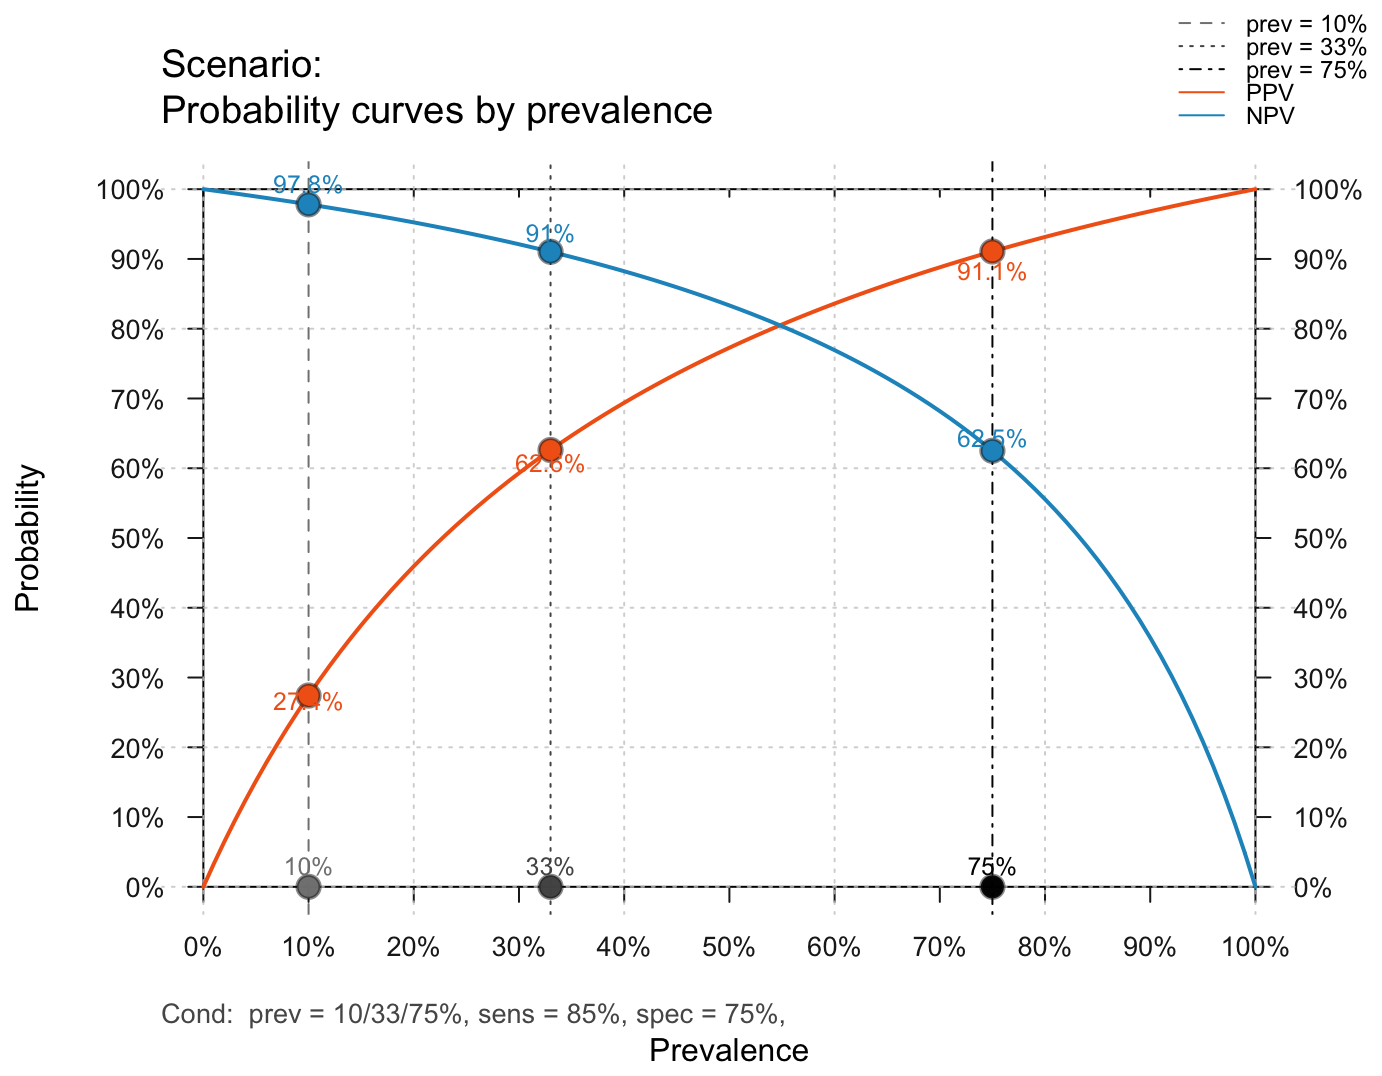 prev = 10%
prev = 33%
prev = 75%
PPV
NPV
Scenario:
Probability curves by prevalence
Probability
100%
90%
80%
70%
60%
50%
40%
30%
20%
10%
0%
97.8%
91%
91.1%
62.5%
62.6%
27.4%
10%
33%
75%
100%
90%
80%
70%
60%
50%
40%
30%
20%
10%
0%
0% 10% 20% 30% 40% 50% 60% 70% 80% 90% 100%
Cond:  prev = 10/33/75%, sens = 85%, spec = 75%,
Prevalence